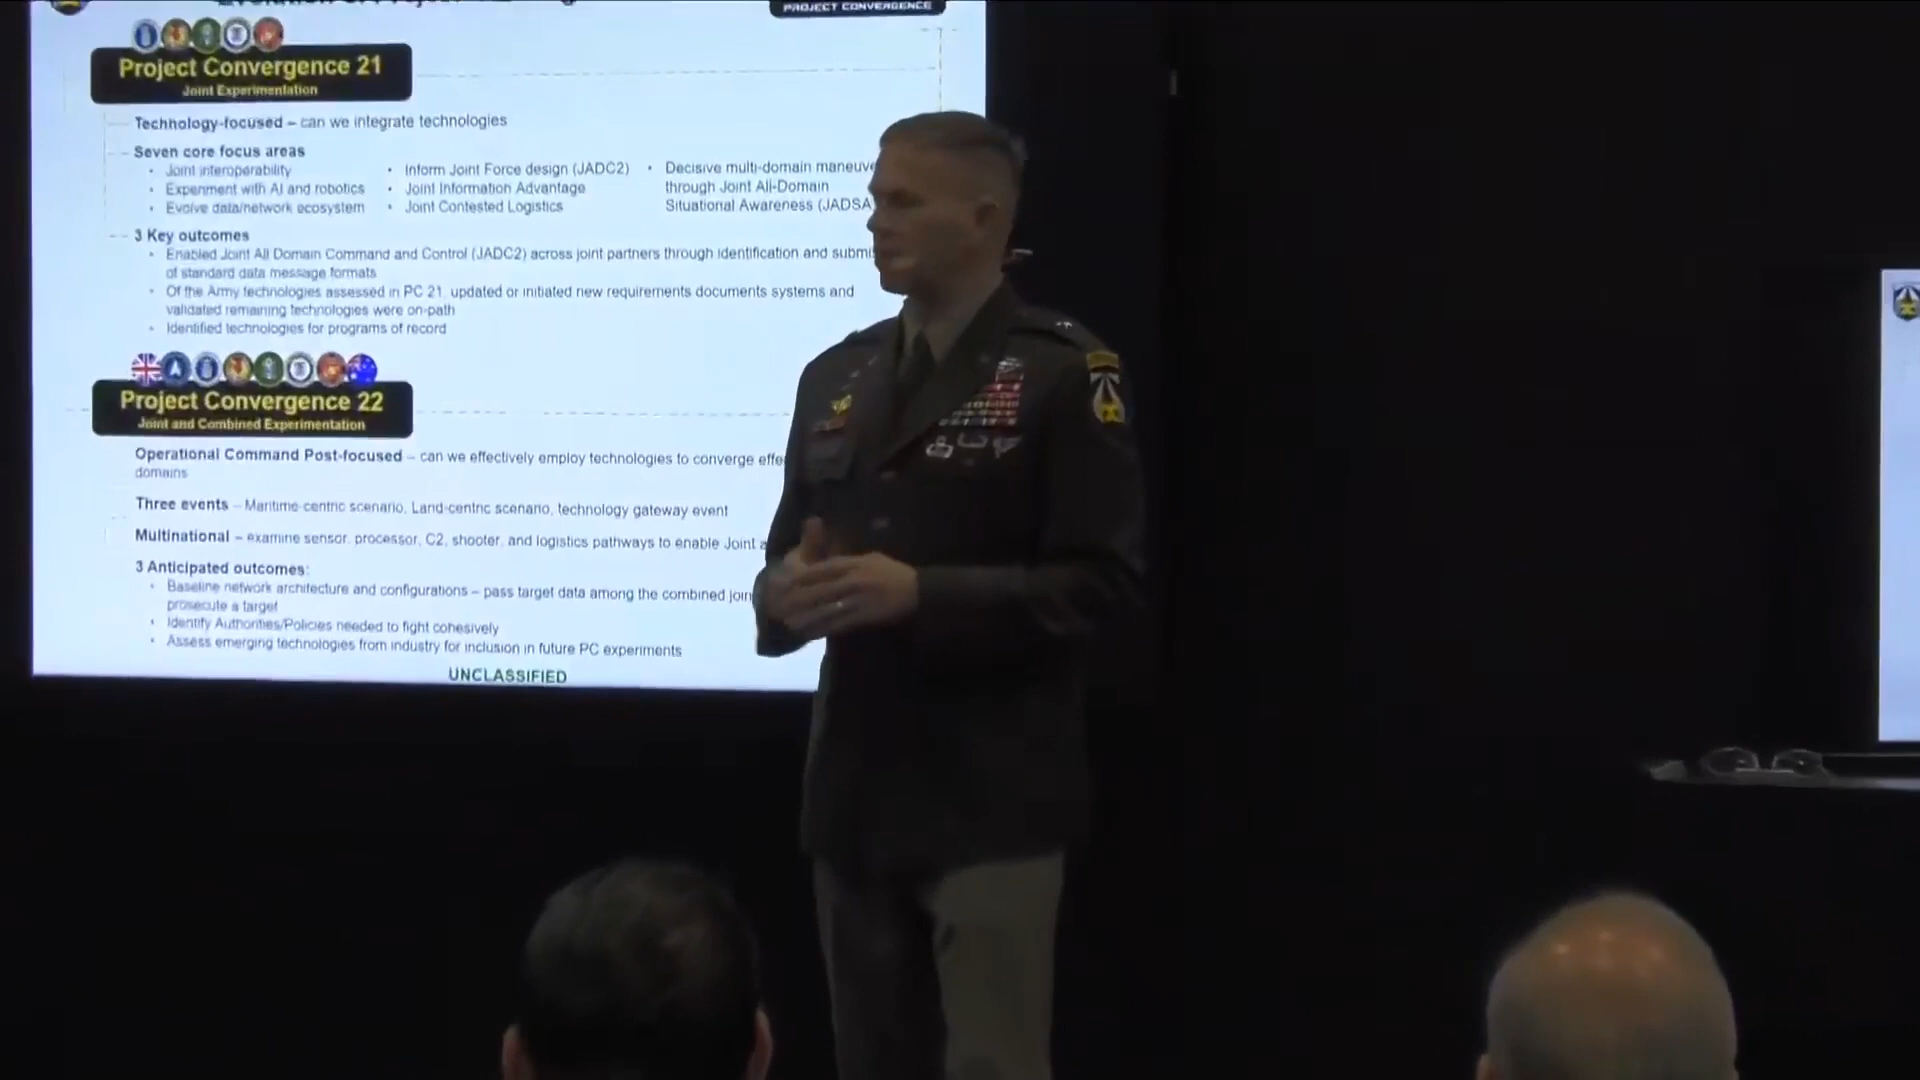 PROJECT CONVERGENCE
Project Convergence 21
Joint Experimentation
Technology-focused – can we integrate technologies
Seven core focus areas
• Joint interoperability
• Experiment with AI and robotics
• Evolve data/network ecosystem
• Inform Joint Force design (JADC2)
• Joint Information Advantage
• Joint Contested Logistics
• Decisive multi-domain maneuve
through Joint All-Domain
Situational Awareness (JADSA
3 Key outcomes
• Enabled Joint All Domain Command and Control (JADC2) across joint partners through identification and submi
of standard data message formats
• Of the Army technologies assessed in PC 21, updated or initiated new requirements documents systems and
validated remaining technologies were on-path
• Identified technologies for programs of record
Project Convergence 22
Joint and Combined Experimentation
Operational Command Post-focused – can we effectively employ technologies to converge effe
domains
Three events – Maritime-centric scenario, Land-centric scenario, technology gateway event
Multinational – examine sensor, processor, C2, shooter, and logistics pathways to enable Joint a
3 Anticipated outcomes:
• Baseline network architecture and configurations – pass target data among the combined join
prosecute a target
• Identify Authorities/Policies needed to fight cohesively
• Assess emerging technologies from industry for inclusion in future PC experiments
UNCLASSIFIED